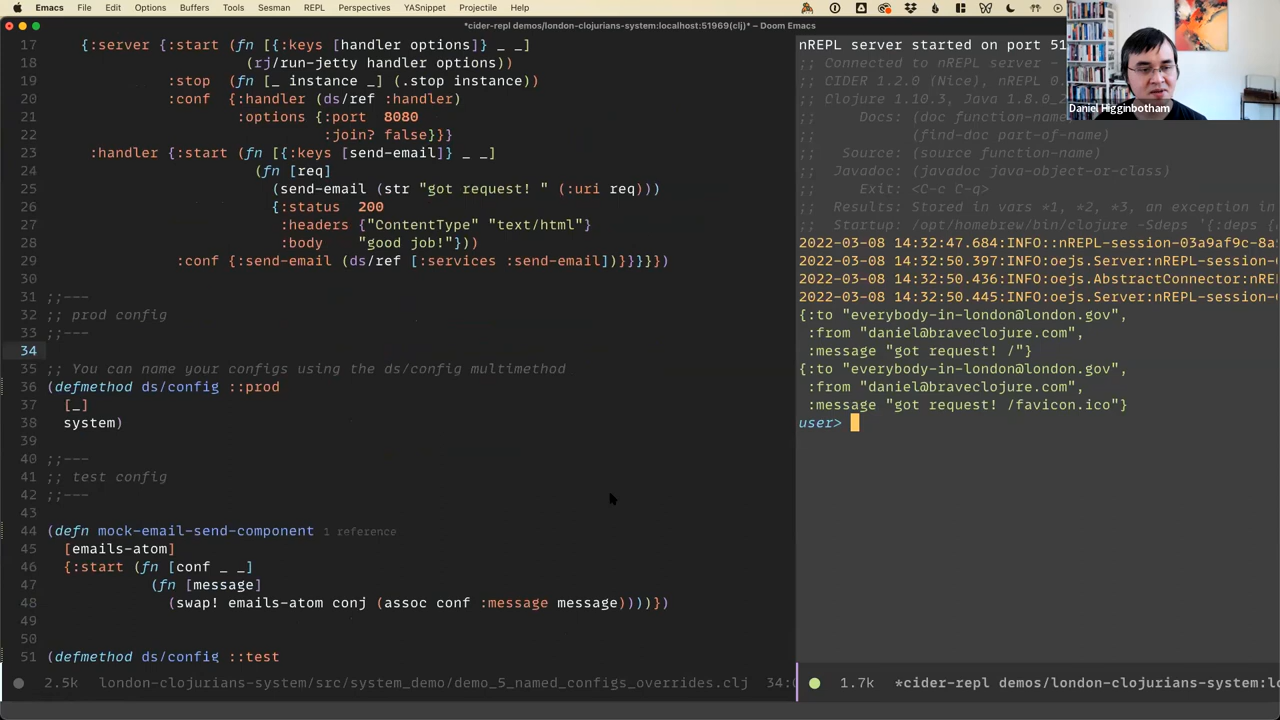 Emacs File Edit Options Buffers Tools Sesman REPL Perspectives YASnippet Projectile Help
*cider-repl demos/london-clojurians-system:localhost:51969(clj)* – Doom Emacs
17 {:server {:start (fn [{:keys [handler options]} _ _]
18 (rj/run-jetty handler options))
19 :stop (fn [_ instance _] (.stop instance))
20 :conf {:handler (ds/ref :handler)
21 :options {:port 8080
22 :join? false}}}
23 :handler {:start (fn [{:keys [send-email]} _ _]
24 (fn [req]
25 (send-email (str "got request! " (:uri req)))
26 {:status 200
27 :headers {"ContentType" "text/html"}
28 :body "good job!"}))
29 :conf {:send-email (ds/ref [:services :send-email])}}}}})
30
31 ;;---
32 ;; prod config
33 ;;---
34
35 ;; You can name your configs using the ds/config multimethod
36 (defmethod ds/config ::prod
37 [_]
38 system)
39
40 ;;---
41 ;; test config
42 ;;---
43
44 (defn mock-email-send-component 1 reference
45 [emails-atom]
46 {:start (fn [conf _ _]
47 (fn [message]
48 (swap! emails-atom conj (assoc conf :message message))))})
49
50
51 (defmethod ds/config ::test
2.5k london-clojurians-system/src/system_demo/demo_5_named_configs_overrides.clj 34:
nREPL server started on port 51
;; Connected to nREPL server -
;; CIDER 1.2.0 (Nice), nREPL 0.
;; Clojure 1.10.3, Java 1.8.0_2
;; Docs: (doc function-name
;; (find-doc part-of-name)
;; Source: (source function-name)
;; Javadoc: (javadoc java-object-or-class)
;; Exit: <C-c C-q>
;; Results: Stored in vars *1, *2, *3, an exception in
;; Startup: /opt/homebrew/bin/clojure -Sdeps '{:deps {
2022-03-08 14:32:47.684:INFO::nREPL-session-03a9af9c-8a
2022-03-08 14:32:50.397:INFO:oejs.Server:nREPL-session-
2022-03-08 14:32:50.436:INFO:oejs.AbstractConnector:nRE
2022-03-08 14:32:50.445:INFO:oejs.Server:nREPL-session-
{:to "everybody-in-london@london.gov",
:from "daniel@braveclojure.com",
:message "got request! /"}
{:to "everybody-in-london@london.gov",
:from "daniel@braveclojure.com",
:message "got request! /favicon.ico"}
user>
1.7k *cider-repl demos/london-clojurians-system:lo
Daniel Higginbotham